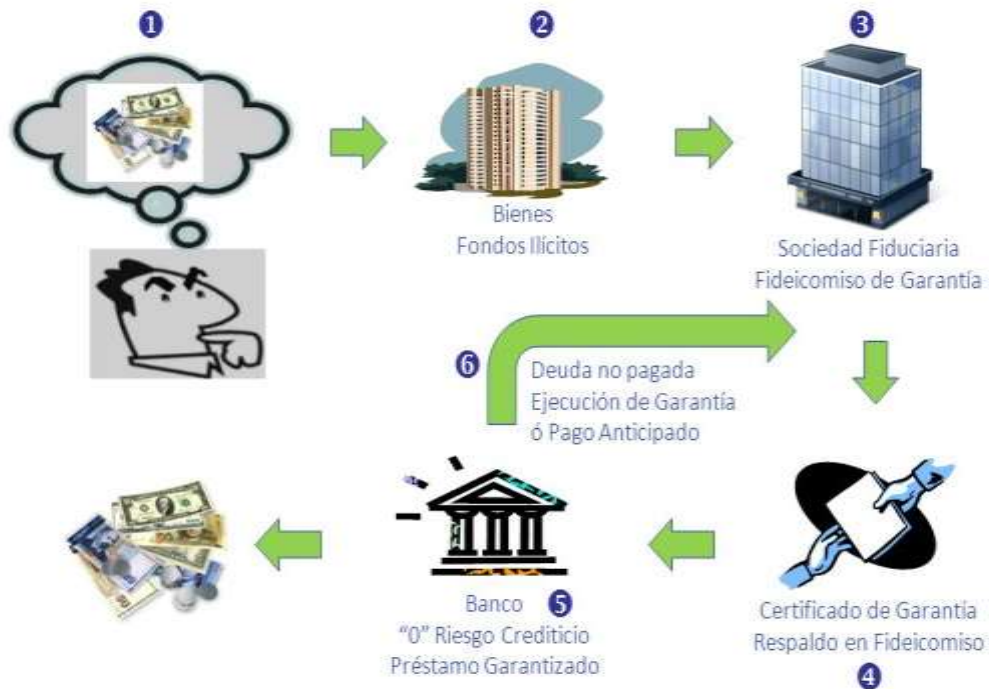 1
2
3
Bienes
Fondos Ilícitos
Sociedad Fiduciaria
Fideicomiso de Garantía
6
Deuda no pagada
Ejecución de Garantía
ó Pago Anticipado
Banco 5
"0" Riesgo Crediticio
Préstamo Garantizado
Certificado de Garantía
Respaldo en Fideicomiso
4